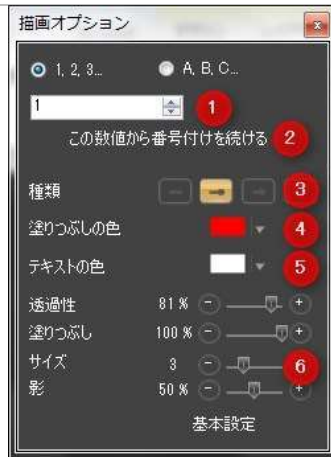 描画オプション
1, 2, 3... A, B, C...
1 1
この数値から番号付けを続ける 2
種類 3
塗りつぶしの色 4
テキストの色 5
透過性 81 %
塗りつぶし 100 %
サイズ 3 6
影 50 %
基本設定